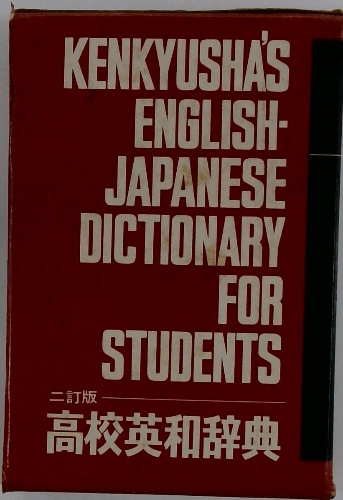 KENKYUSHA'S
ENGLISH-
JAPANESE
DICTIONARY
FOR
STUDENTS
二訂版
高校英和辞典